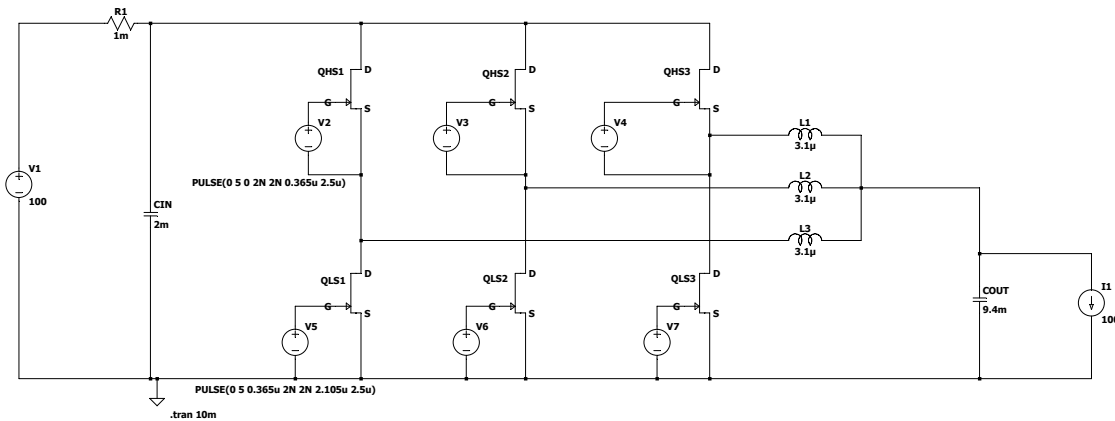 R1
1m
QHS1
D
G
S
V2
QHS2
D
G
S
V3
QHS3
D
G
S
V4
L1
3.1µ
L2
3.1µ
L3
3.1µ
V1
100
CIN
2m
PULSE(0 5 0 2N 2N 0.365u 2.5u)
QLS1
D
G
S
V5
QLS2
D
G
S
V6
QLS3
D
G
S
V7
COUT
9.4m
I1
PULSE(0 5 0.365u 2N 2N 2.105u 2.5u)
.tran 10m